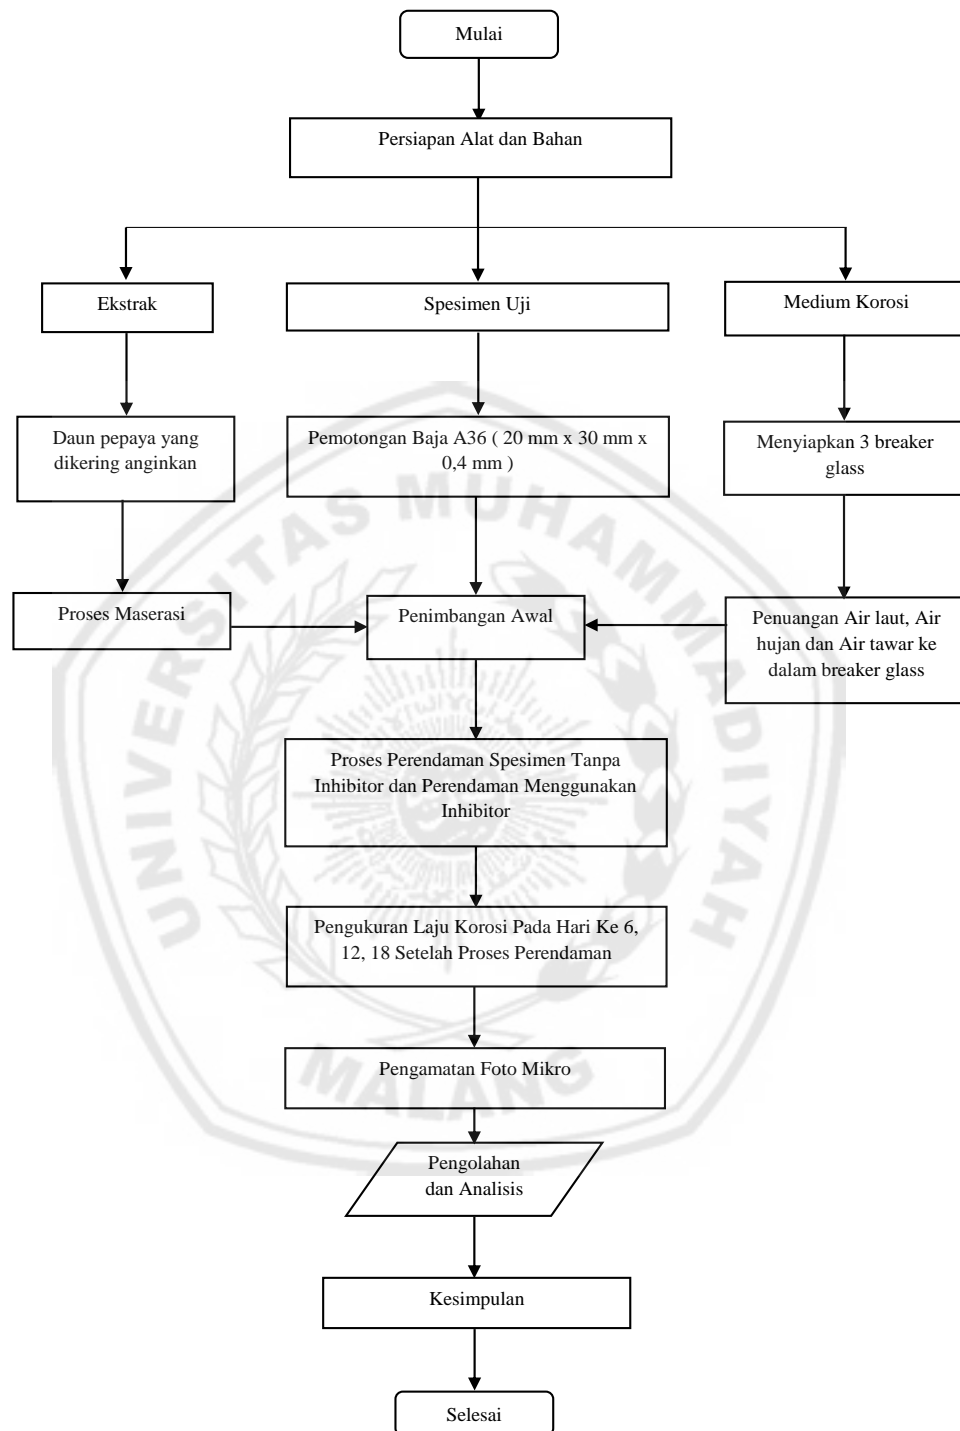 Mulai
Persiapan Alat dan Bahan
Ekstrak
Spesimen Uji
Medium Korosi
Daun pepaya yang
dikering anginkan
Pemotongan Baja A36 ( 20 mm x 30 mm x
0,4 mm )
Menyiapkan 3 breaker
glass
Proses Maserasi
Penimbangan Awal
Penuangan Air laut, Air
hujan dan Air tawar ke
dalam breaker glass
Proses Perendaman Spesimen Tanpa
Inhibitor dan Perendaman Menggunakan
Inhibitor
Pengukuran Laju Korosi Pada Hari Ke 6,
12, 18 Setelah Proses Perendaman
Pengamatan Foto Mikro
Pengolahan
dan Analisis
Kesimpulan
Selesai
UNIVERSITAS MUHAMMADIYAH
MALANG